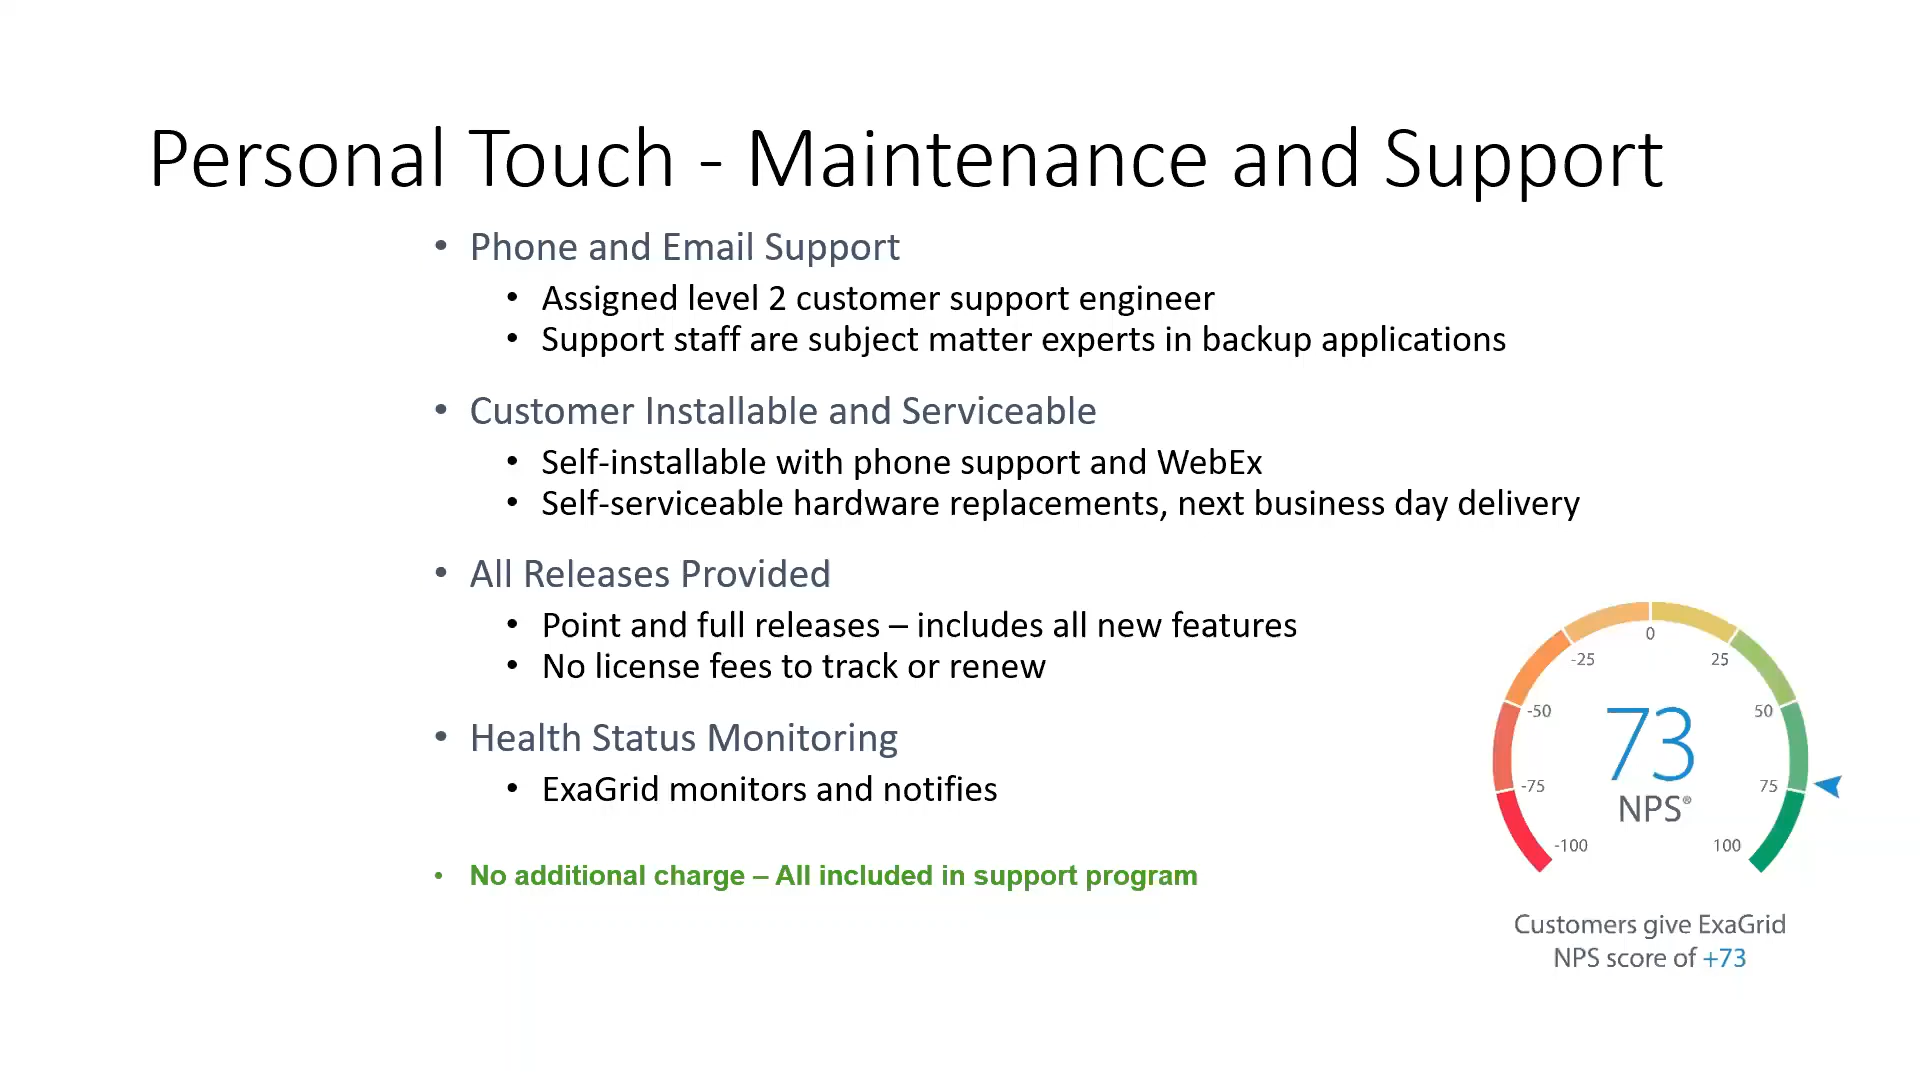 Personal Touch - Maintenance and Support
• Phone and Email Support
• Assigned level 2 customer support engineer
• Support staff are subject matter experts in backup applications
• Customer Installable and Serviceable
• Self-installable with phone support and WebEx
• Self-serviceable hardware replacements, next business day delivery
• All Releases Provided
• Point and full releases – includes all new features
• No license fees to track or renew
• Health Status Monitoring
• ExaGrid monitors and notifies
• No additional charge – All included in support program
0
-25
25
-50
50
73
-75
75
NPS®
-100
100
Customers give ExaGrid
NPS score of +73